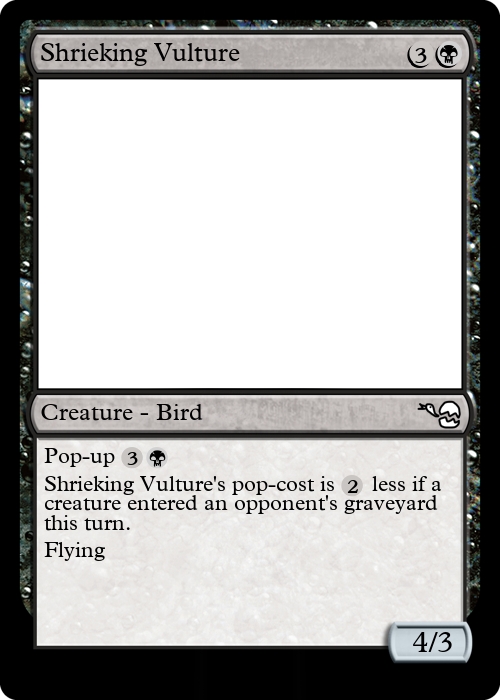 Shrieking Vulture 3
Creature - Bird
Pop-up 3
Shrieking Vulture's pop-cost is 2 less if a
creature entered an opponent's graveyard
this turn.
Flying
4/3